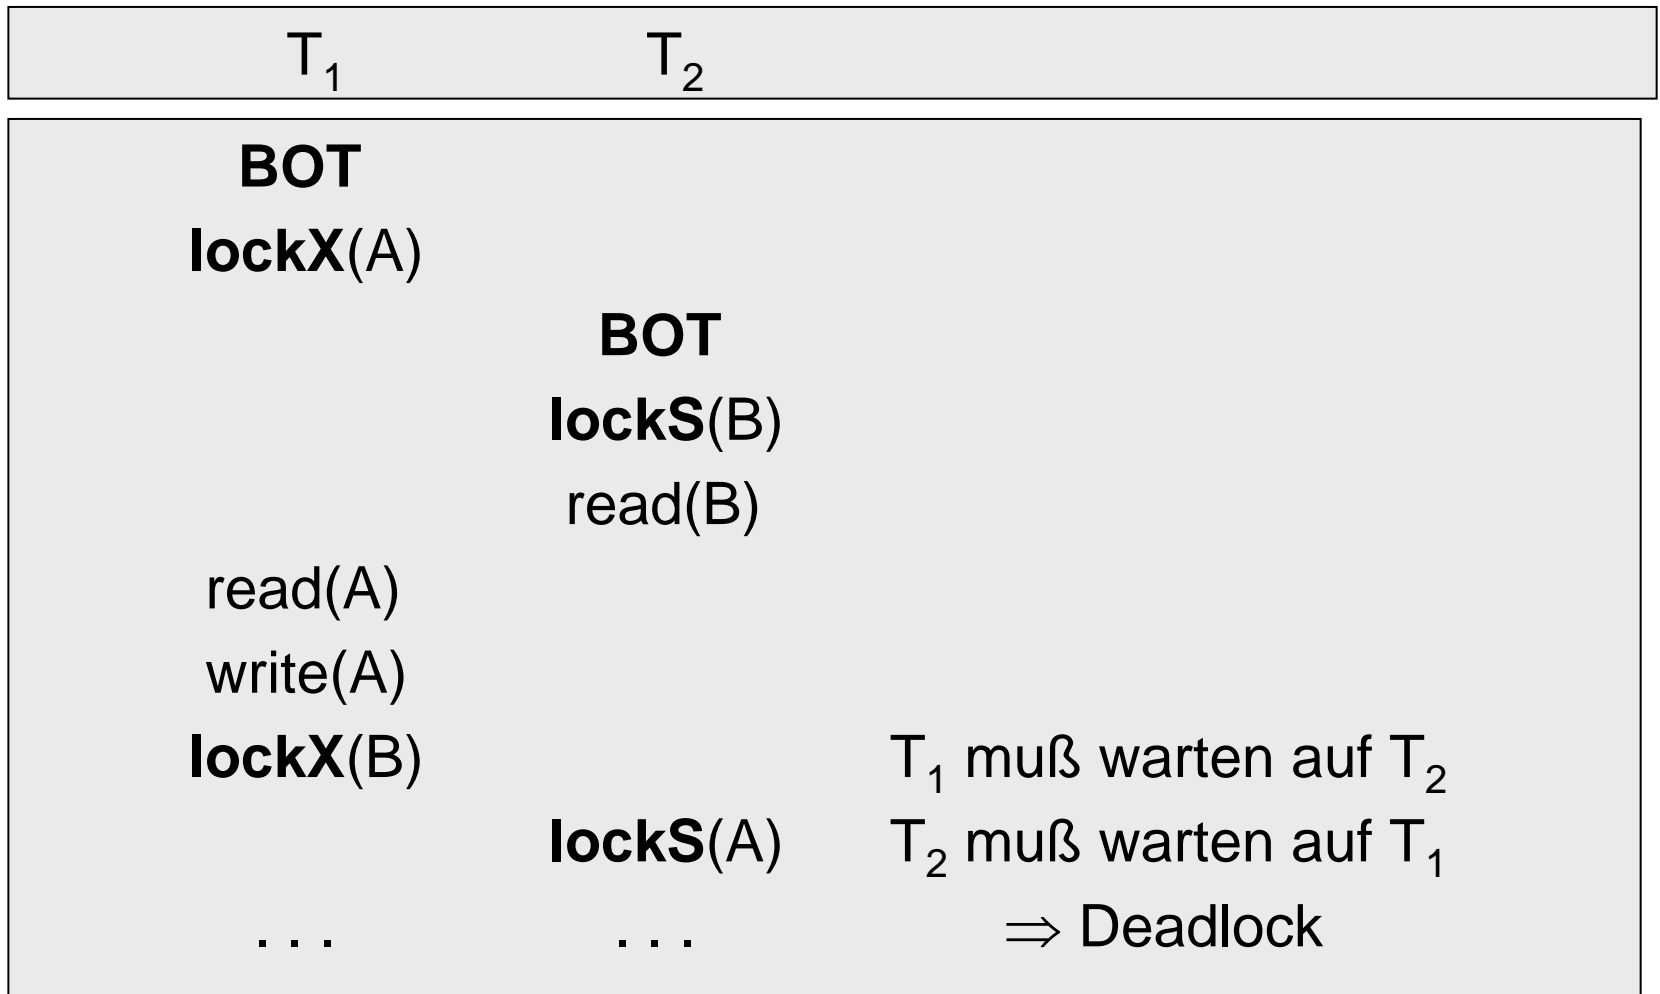 T₁ T₂
BOT
lockX(A)
BOT
lockS(B)
read(B)
read(A)
write(A)
lockX(B) T₁ muß warten auf T₂
lockS(A) T₂ muß warten auf T₁
. . . . . . ⇒ Deadlock